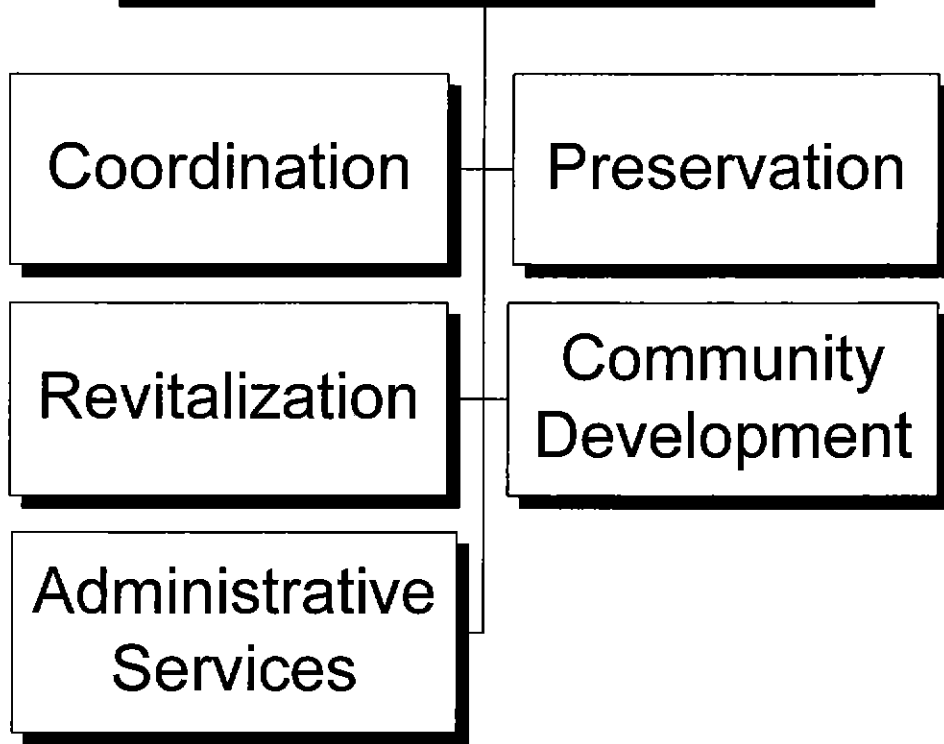 Coordination
Preservation
Revitalization
Community
Development
Administrative
Services